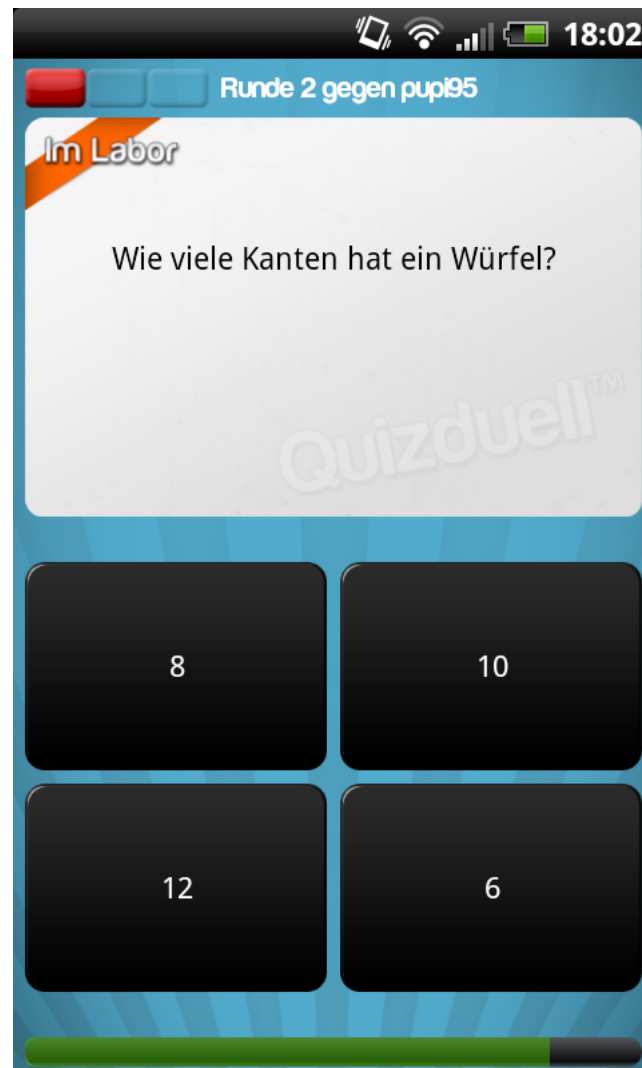 18:02
Runde 2 gegen pupi95
Im Labor
Wie viele Kanten hat ein Würfel?
Quizduell™
8
10
12
6